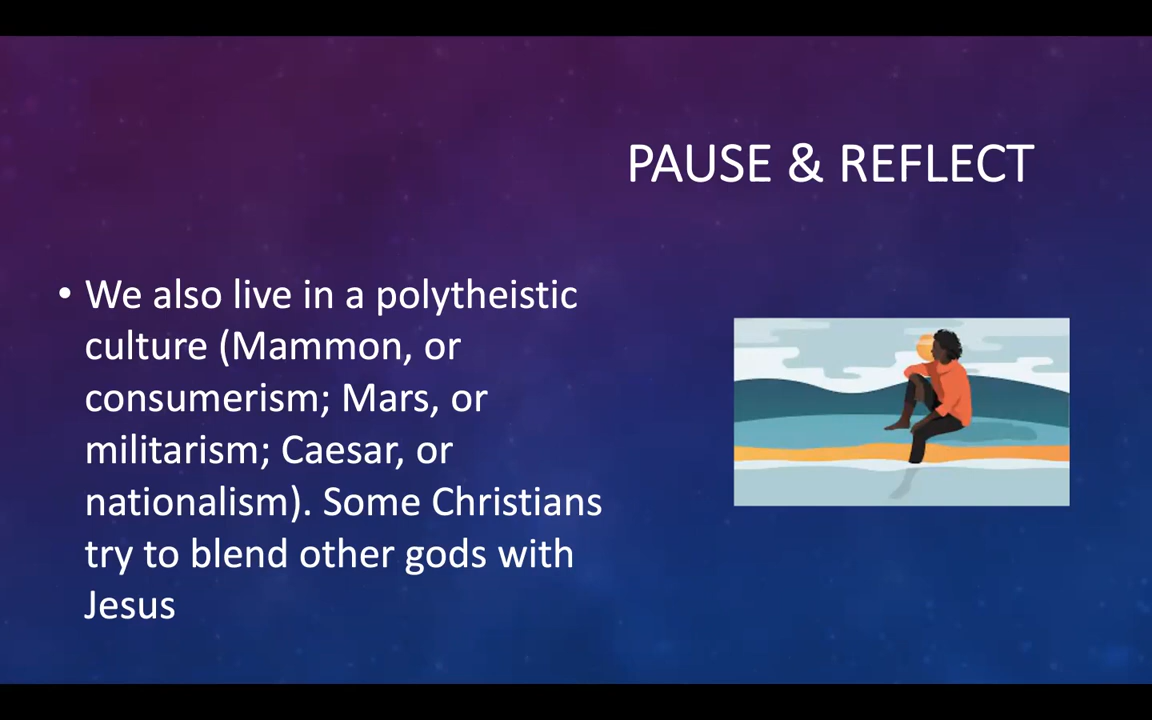 PAUSE & REFLECT
• We also live in a polytheistic
culture (Mammon, or
consumerism; Mars, or
militarism; Caesar, or
nationalism). Some Christians
try to blend other gods with
Jesus